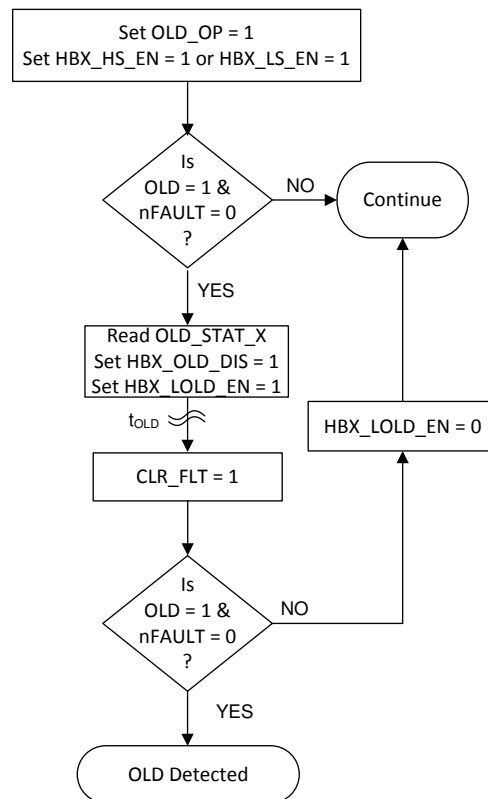 Set OLD_OP = 1
Set HBX_HS_EN = 1 or HBX_LS_EN = 1
Is
OLD = 1 &
nFAULT = 0
?
NO
Continue
YES
Read OLD_STAT_X
Set HBX_OLD_DIS = 1
Set HBX_LOLD_EN = 1
tOLD
HBX_LOLD_EN = 0
CLR_FLT = 1
Is
OLD = 1 &
nFAULT = 0
?
NO
YES
OLD Detected